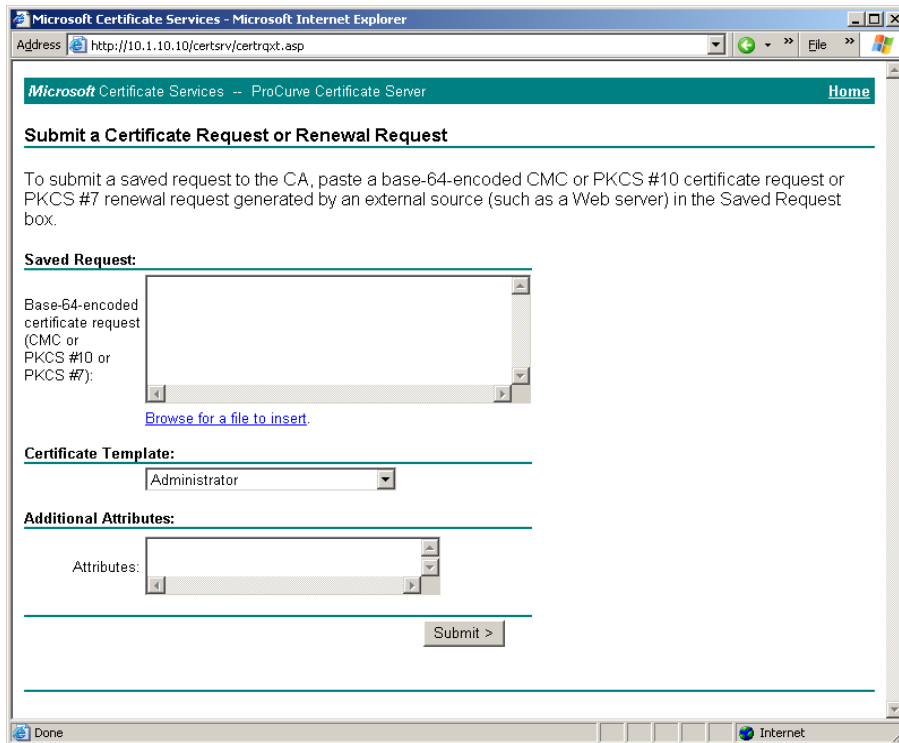 Microsoft Certificate Services - Microsoft Internet Explorer
Address http://10.1.10.10/certsrv/certrqxt.asp » File »
Microsoft Certificate Services -- ProCurve Certificate Server Home
Submit a Certificate Request or Renewal Request
To submit a saved request to the CA, paste a base-64-encoded CMC or PKCS #10 certificate request or
PKCS #7 renewal request generated by an external source (such as a Web server) in the Saved Request
box.
Saved Request:
Base-64-encoded
certificate request
(CMC or
PKCS #10 or
PKCS #7):
Browse for a file to insert.
Certificate Template:
Administrator
Additional Attributes:
Attributes:
Submit >
Done Internet